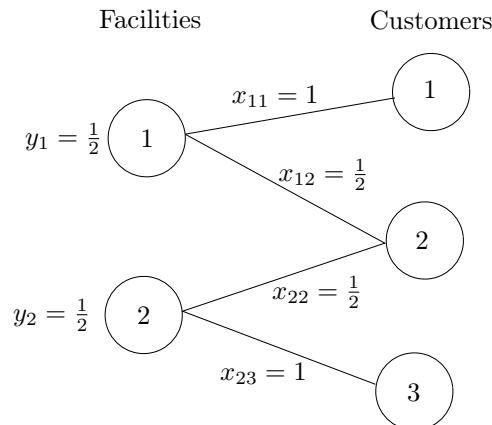 Facilities Customers
x₁₁ = 1
1
y₁ = ½
1
x₁₂ = ½
2
x₂₂ = ½
y₂ = ½
2
x₂₃ = 1
3